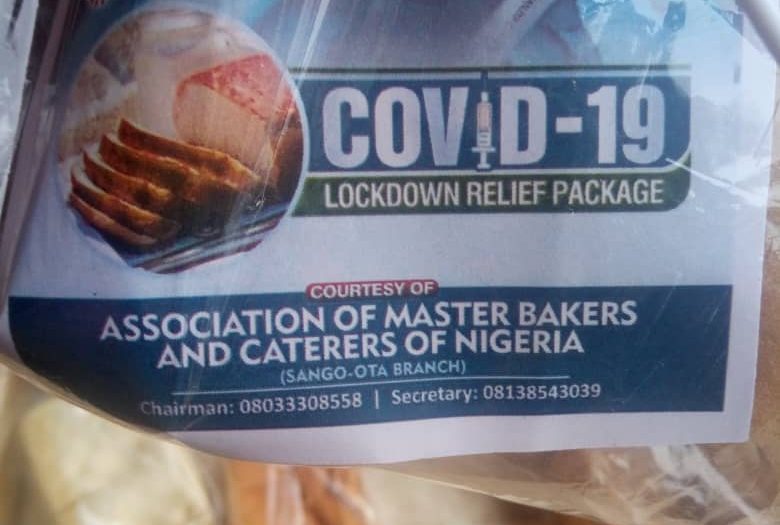 COVID-19
LOCKDOWN RELIEF PACKAGE
COURTESY OF
ASSOCIATION OF MASTER BAKERS
AND CATERERS OF NIGERIA
(SANGO-OTA BRANCH)
Chairman: 08033308558 | Secretary: 08138543039